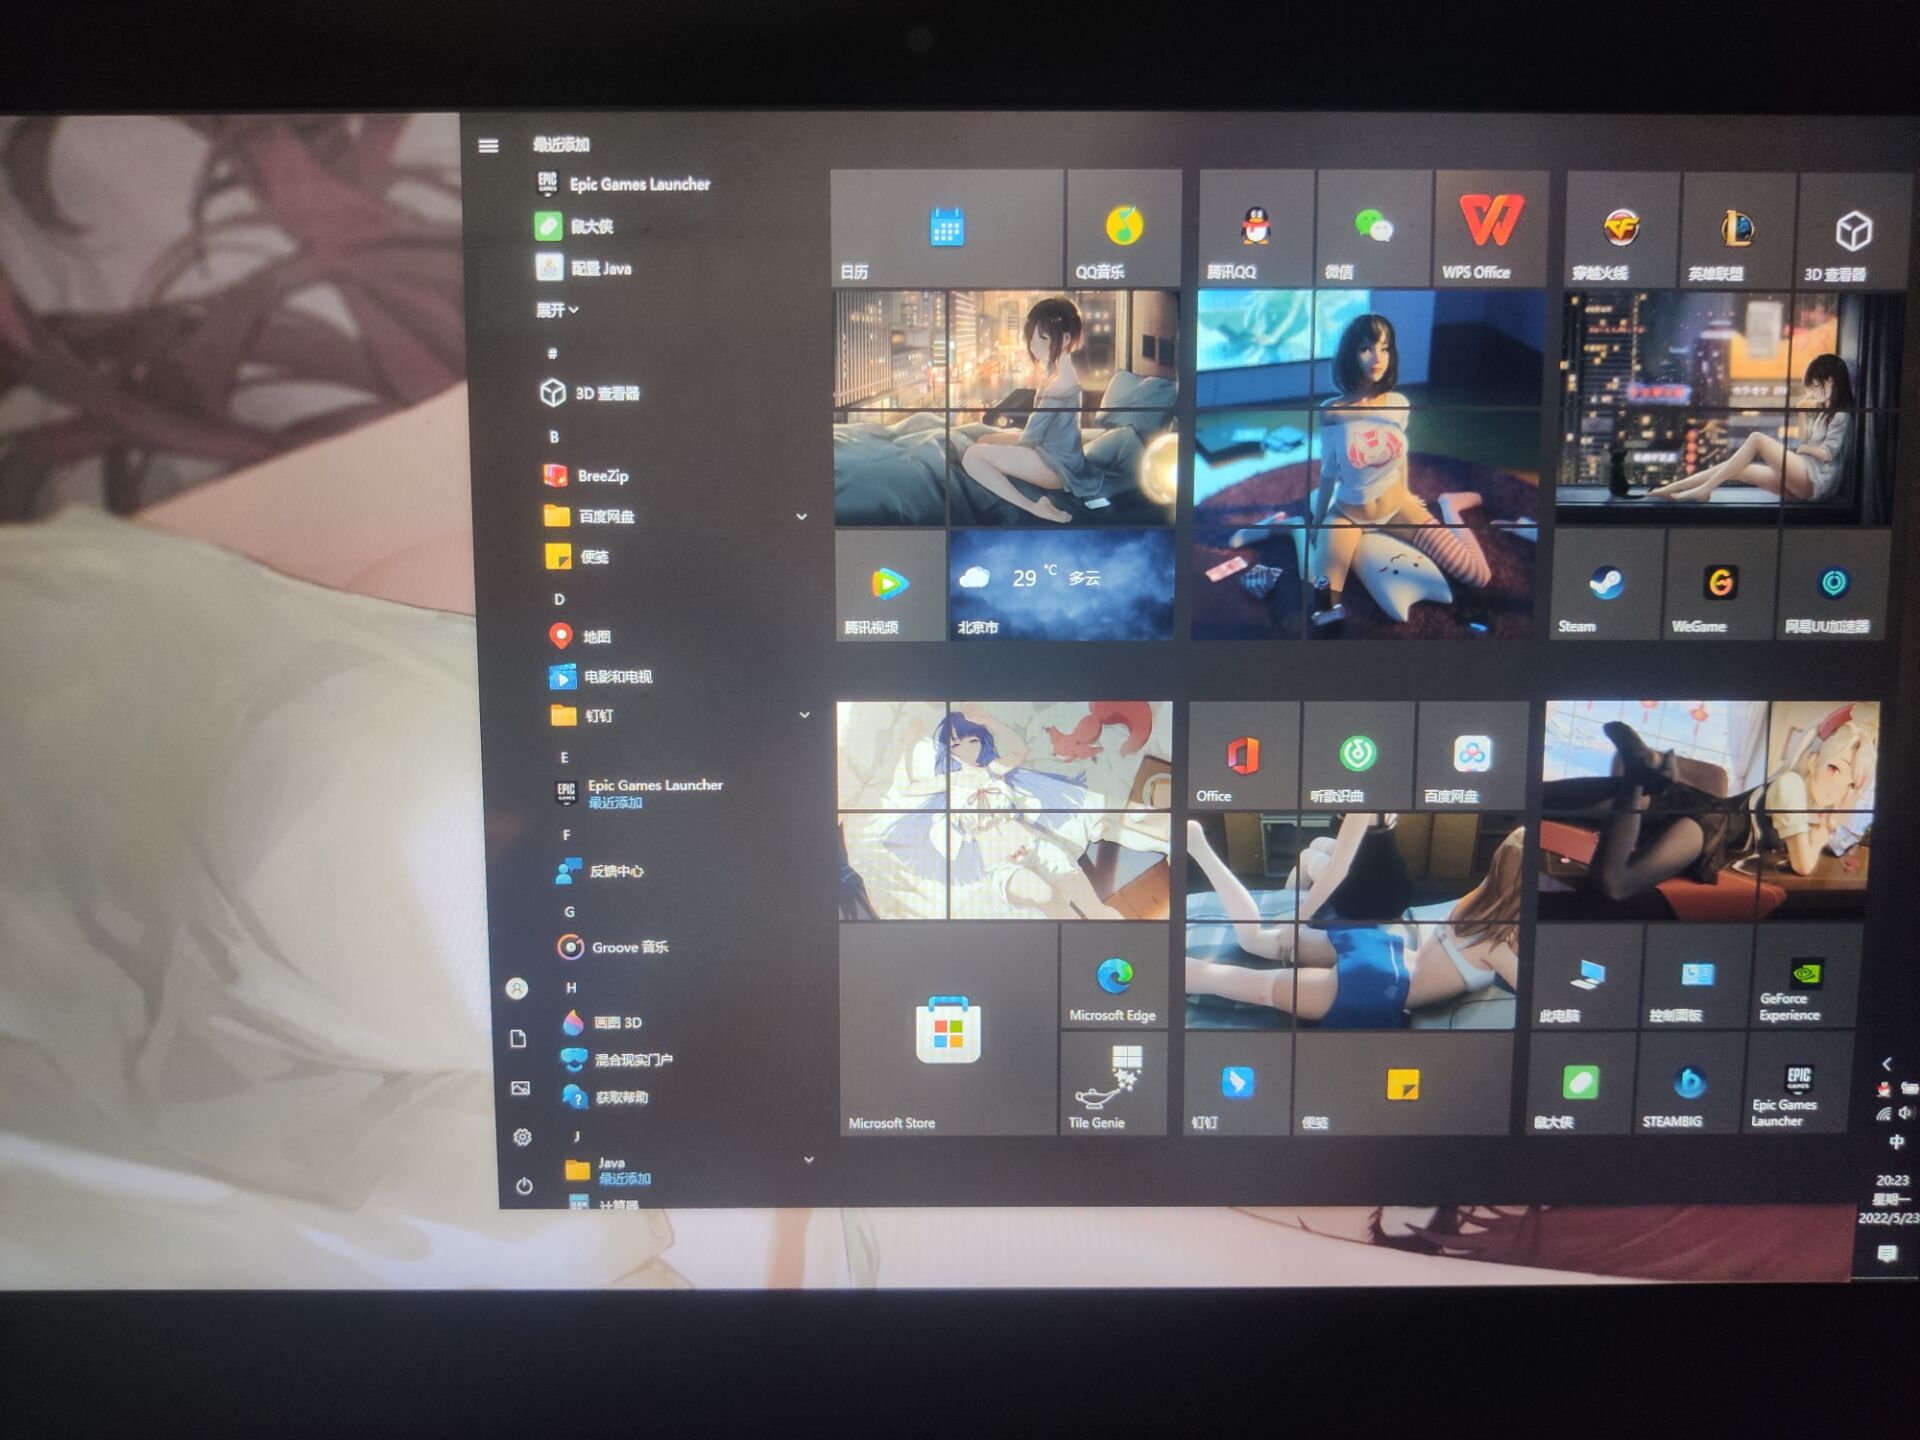 最近添加
Epic Games Launcher
鼠大侠
配置 Java
展开
#
3D 查看器
B
BreeZip
百度网盘
便笺
D
地图
电影和电视
钉钉
E
Epic Games Launcher
最近添加
F
反馈中心
G
Groove 音乐
H
画图 3D
混合现实门户
获取帮助
J
Java
最近添加
计算器
日历
QQ音乐
腾讯视频
29 °C 多云
北京市
腾讯QQ
微信
WPS Office
穿越火线
英雄联盟
3D 查看器
Steam
WeGame
网易UU加速器
Microsoft Store
Microsoft Edge
Tile Genie
Office
听歌识曲
百度网盘
钉钉
便笺
此电脑
控制面板
GeForce
Experience
鼠大侠
STEAMBIG
EPIC
GAMES
Epic Games
Launcher
中
20:23
星期一
2022/5/23